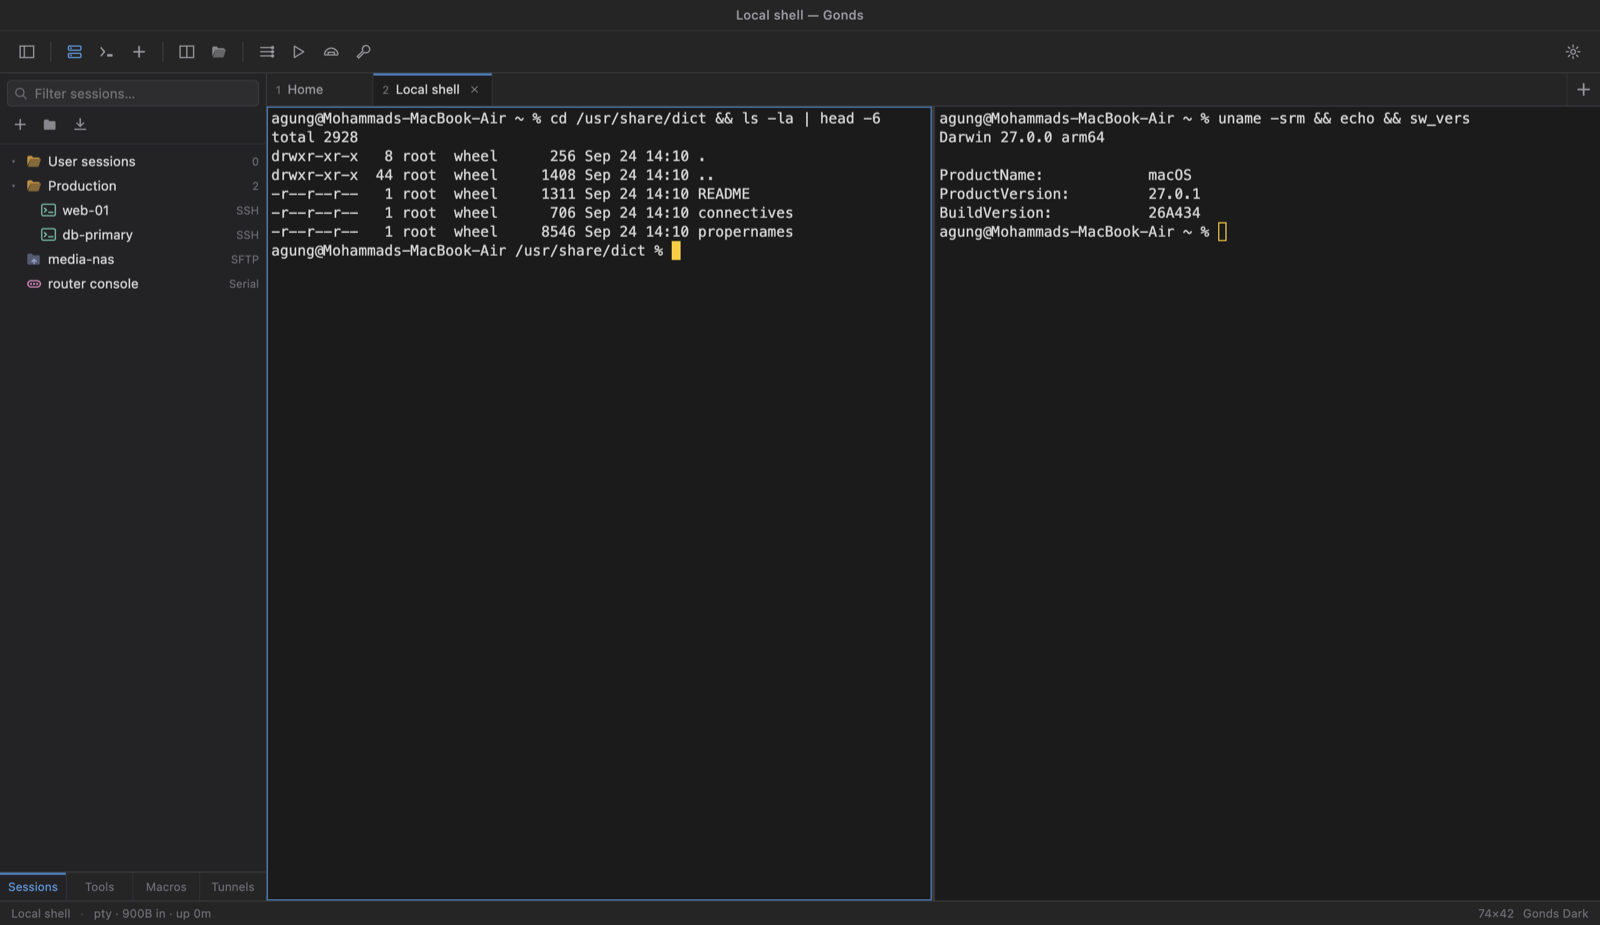 Local shell — Gonds
Filter sessions...
User sessions 0
Production 2
web-01 SSH
db-primary SSH
media-nas SFTP
router console Serial
1 Home
2 Local shell ×
agung@Mohammads-MacBook-Air ~ % cd /usr/share/dict && ls -la | head -6
total 2928
drwxr-xr-x   8 root  wheel      256 Sep 24 14:10 .
drwxr-xr-x  44 root  wheel     1408 Sep 24 14:10 ..
-r--r--r--   1 root  wheel     1311 Sep 24 14:10 README
-r--r--r--   1 root  wheel      706 Sep 24 14:10 connectives
-r--r--r--   1 root  wheel     8546 Sep 24 14:10 propernames
agung@Mohammads-MacBook-Air /usr/share/dict %
agung@Mohammads-MacBook-Air ~ % uname -srm && echo && sw_vers
Darwin 27.0.0 arm64
ProductName:            macOS
ProductVersion:         27.0.1
BuildVersion:           26A434
agung@Mohammads-MacBook-Air ~ %
Sessions Tools Macros Tunnels
Local shell · pty · 900B in · up 0m
74×42 Gonds Dark